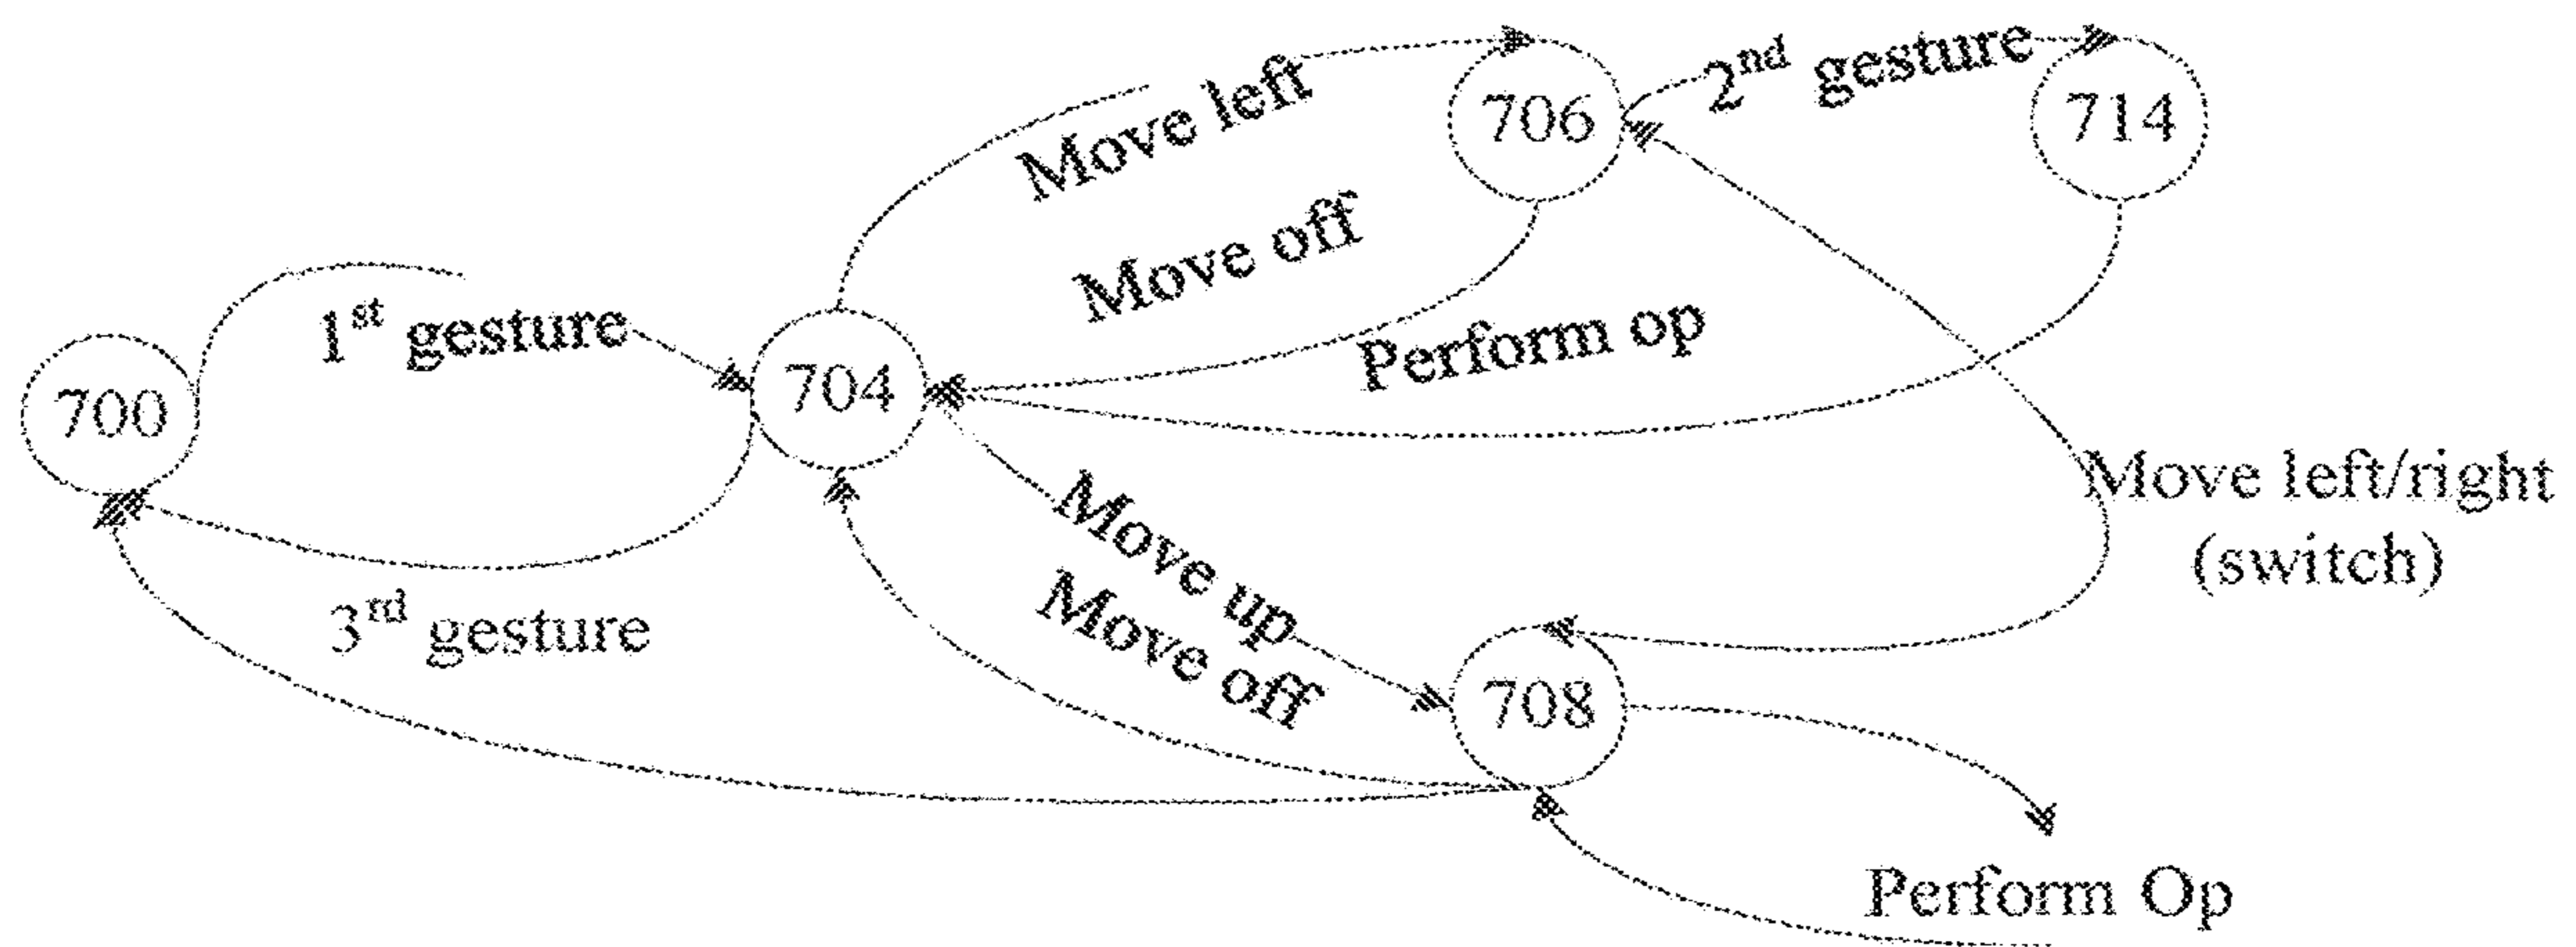 Move left
706
2nd gesture
714
Move off
1st gesture
Perform op
700
704
Move left/right
(switch)
Move up
Move off
3rd gesture
708
Perform Op